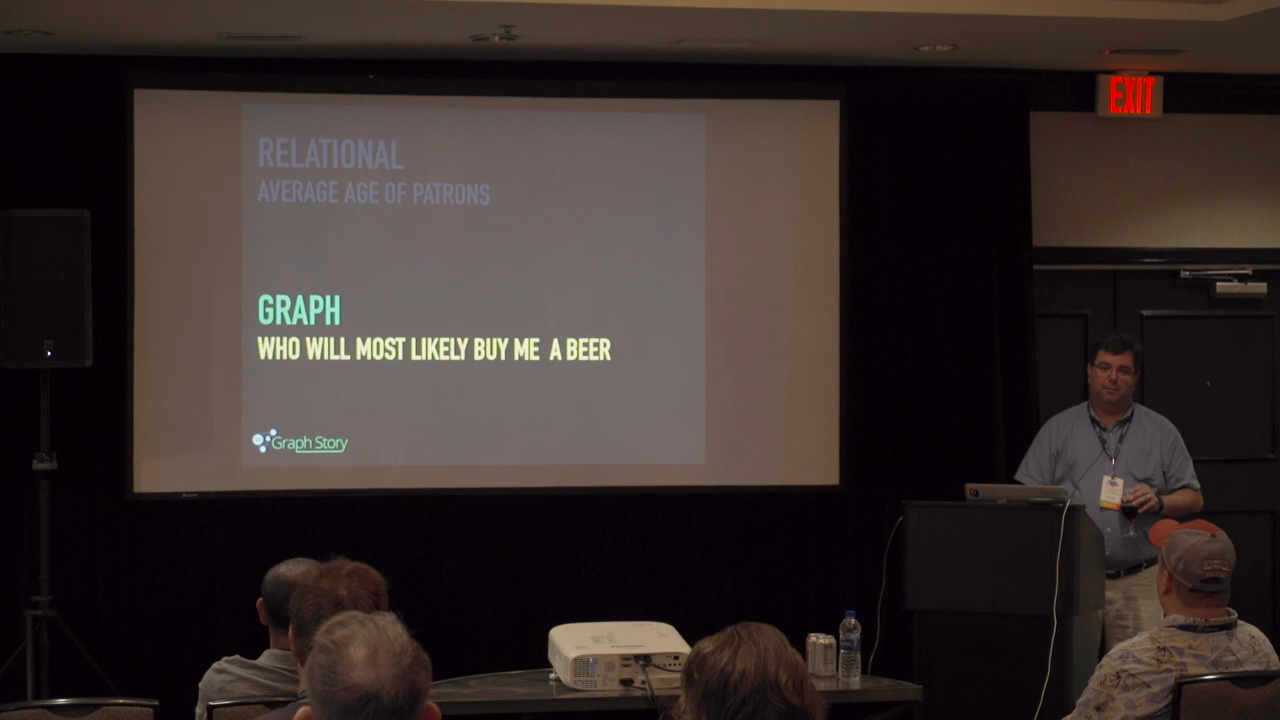 EXIT
RELATIONAL
AVERAGE AGE OF PATRONS
GRAPH
WHO WILL MOST LIKELY BUY ME A BEER
Graph Story